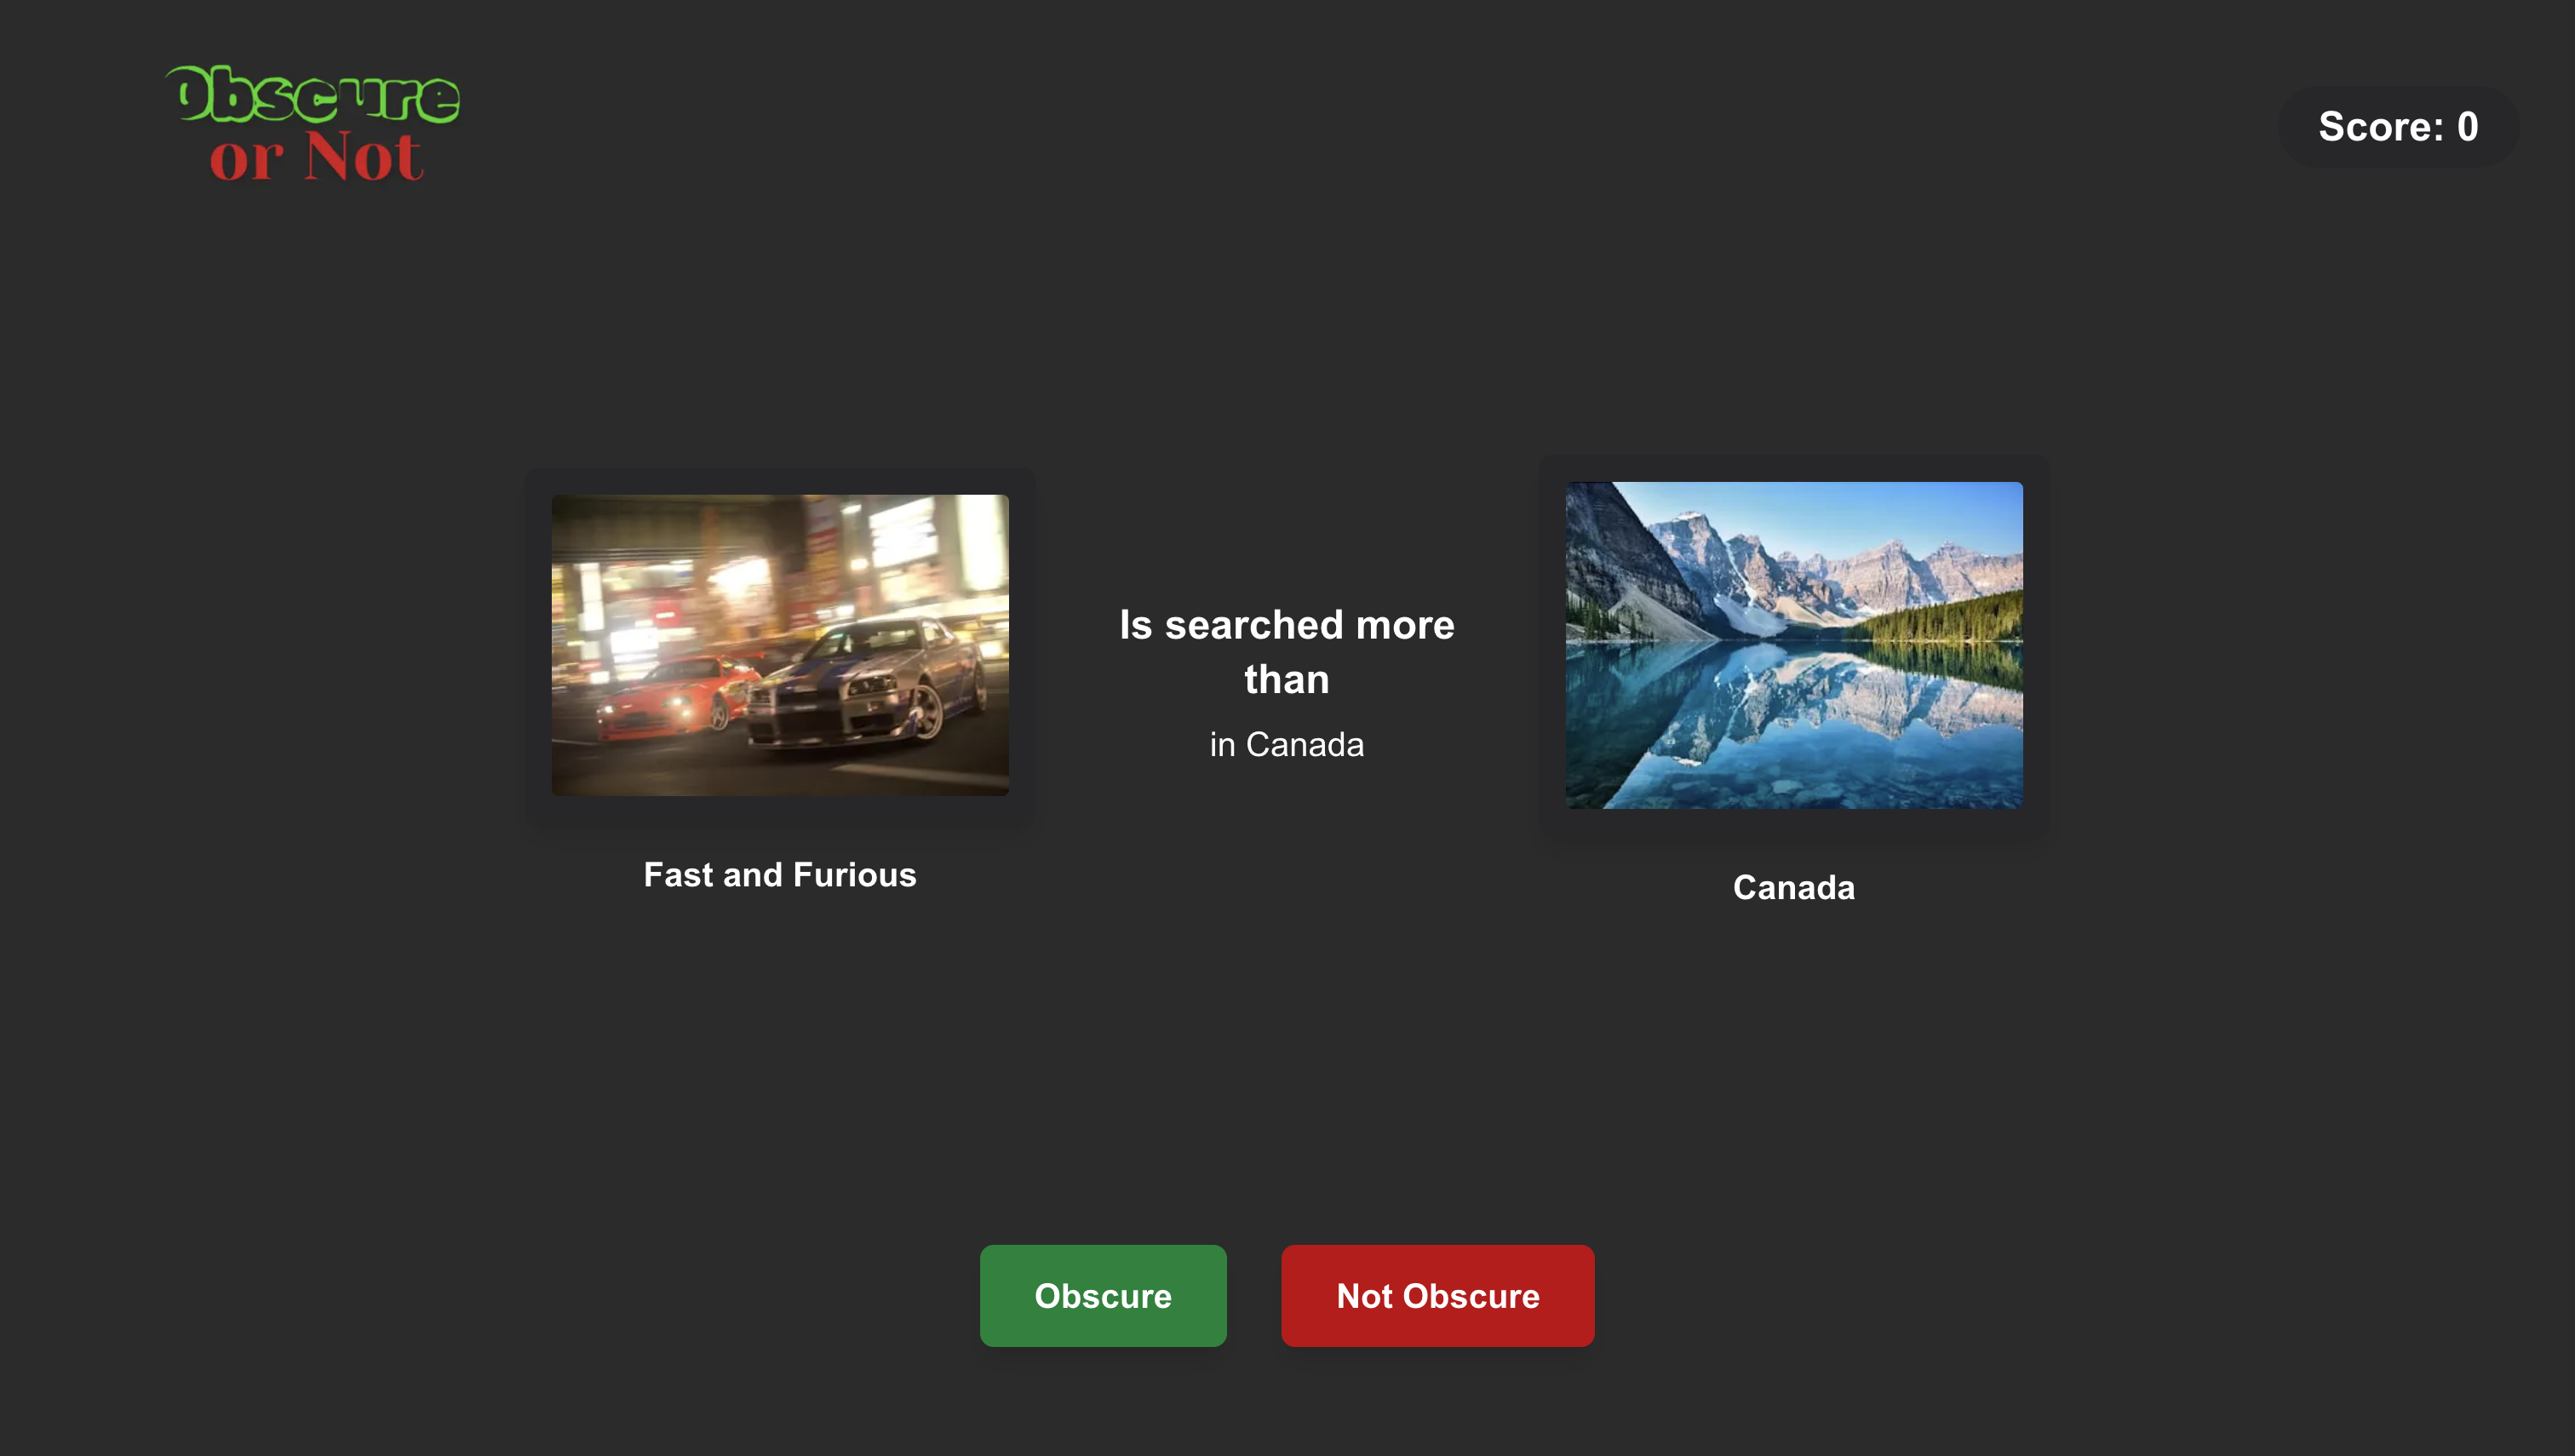 Obscure
or Not
Score: 0
Fast and Furious
Is searched more
than
in Canada
Canada
Obscure
Not Obscure